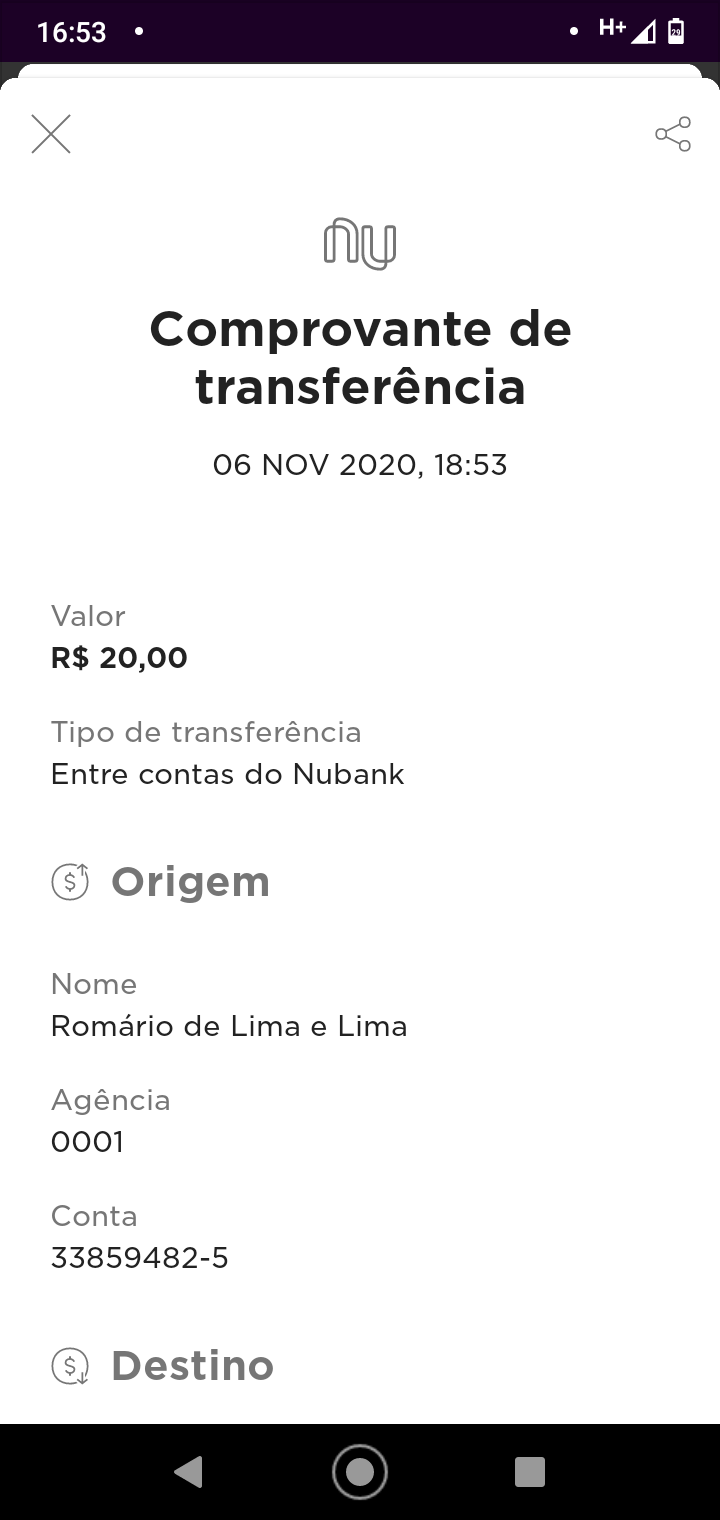 16:53
H+
29
nu
Comprovante de
transferência
06 NOV 2020, 18:53
Valor
R$ 20,00
Tipo de transferência
Entre contas do Nubank
Origem
Nome
Romário de Lima e Lima
Agência
0001
Conta
33859482-5
Destino